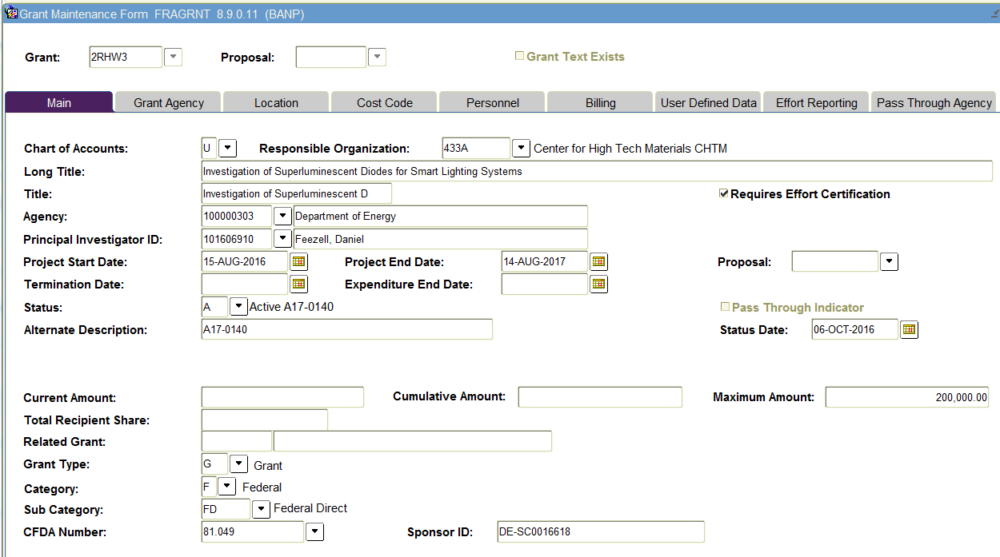 Grant Maintenance Form FRAGRNT 8.9.0.11 (BANP)
Grant: 2RHW3 Proposal: Grant Text Exists
Main Grant Agency Location Cost Code Personnel Billing User Defined Data Effort Reporting Pass Through Agency
Chart of Accounts: U Responsible Organization: 433A Center for High Tech Materials CHTM
Long Title: Investigation of Superluminescent Diodes for Smart Lighting Systems
Title: Investigation of Superluminescent D Requires Effort Certification
Agency: 100000303 Department of Energy
Principal Investigator ID: 101606910 Feezell, Daniel
Project Start Date: 15-AUG-2016 Project End Date: 14-AUG-2017 Proposal:
Termination Date: Expenditure End Date:
Status: A Active A17-0140 Pass Through Indicator
Alternate Description: A17-0140 Status Date: 06-OCT-2016
Current Amount: Cumulative Amount: Maximum Amount: 200,000.00
Total Recipient Share:
Related Grant:
Grant Type: G Grant
Category: F Federal
Sub Category: FD Federal Direct
CFDA Number: 81.049 Sponsor ID: DE-SC0016618